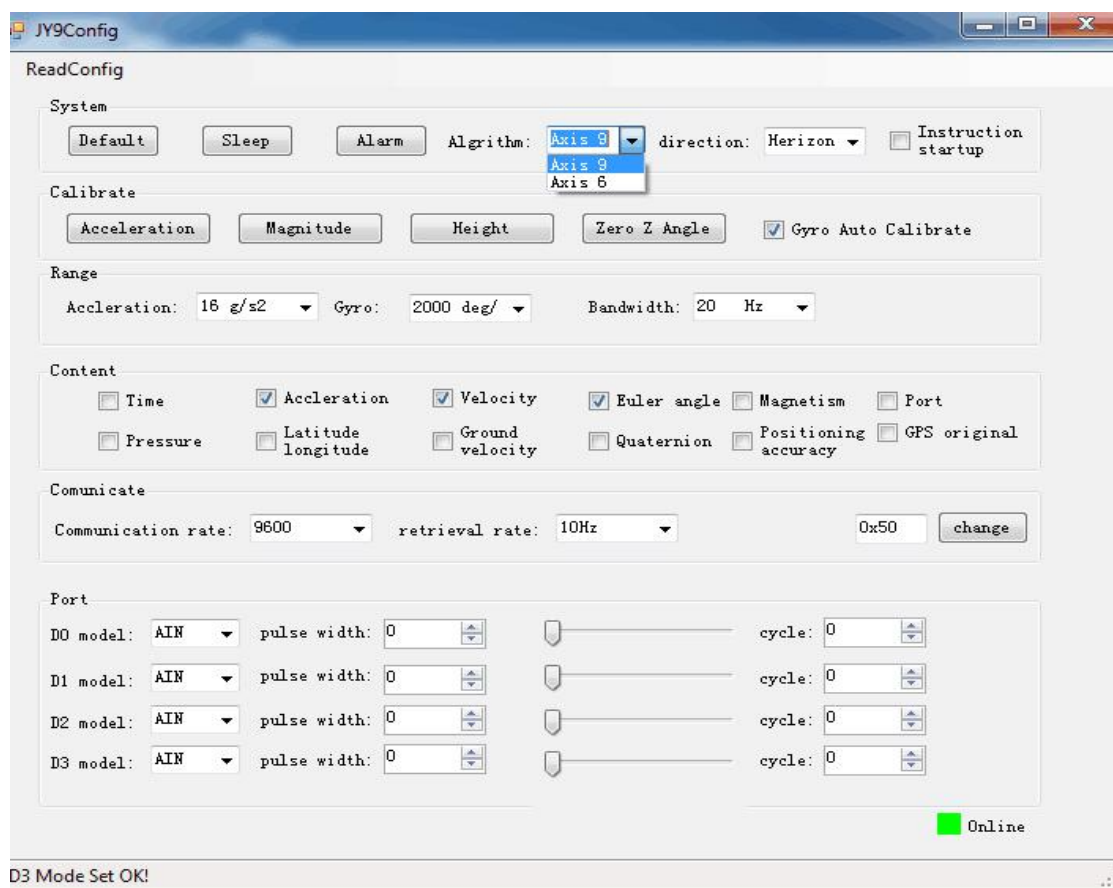 JY9Config
ReadConfig
System
Default Sleep Alarm Algrithm: Axis 9 direction: Herizon Instruction startup
Axis 9
Axis 6
Calibrate
Acceleration Magnitude Height Zero Z Angle Gyro Auto Calibrate
Range
Accleration: 16 g/s2 Gyro: 2000 deg/ Bandwidth: 20 Hz
Content
Time Accleration Velocity Euler angle Magnetism Port
Pressure Latitude longitude Ground velocity Quaternion Positioning accuracy GPS original
Comunicate
Communication rate: 9600 retrieval rate: 10Hz 0x50 change
Port
D0 model: AIN pulse width: 0 cycle: 0
D1 model: AIN pulse width: 0 cycle: 0
D2 model: AIN pulse width: 0 cycle: 0
D3 model: AIN pulse width: 0 cycle: 0
Online
D3 Mode Set OK!